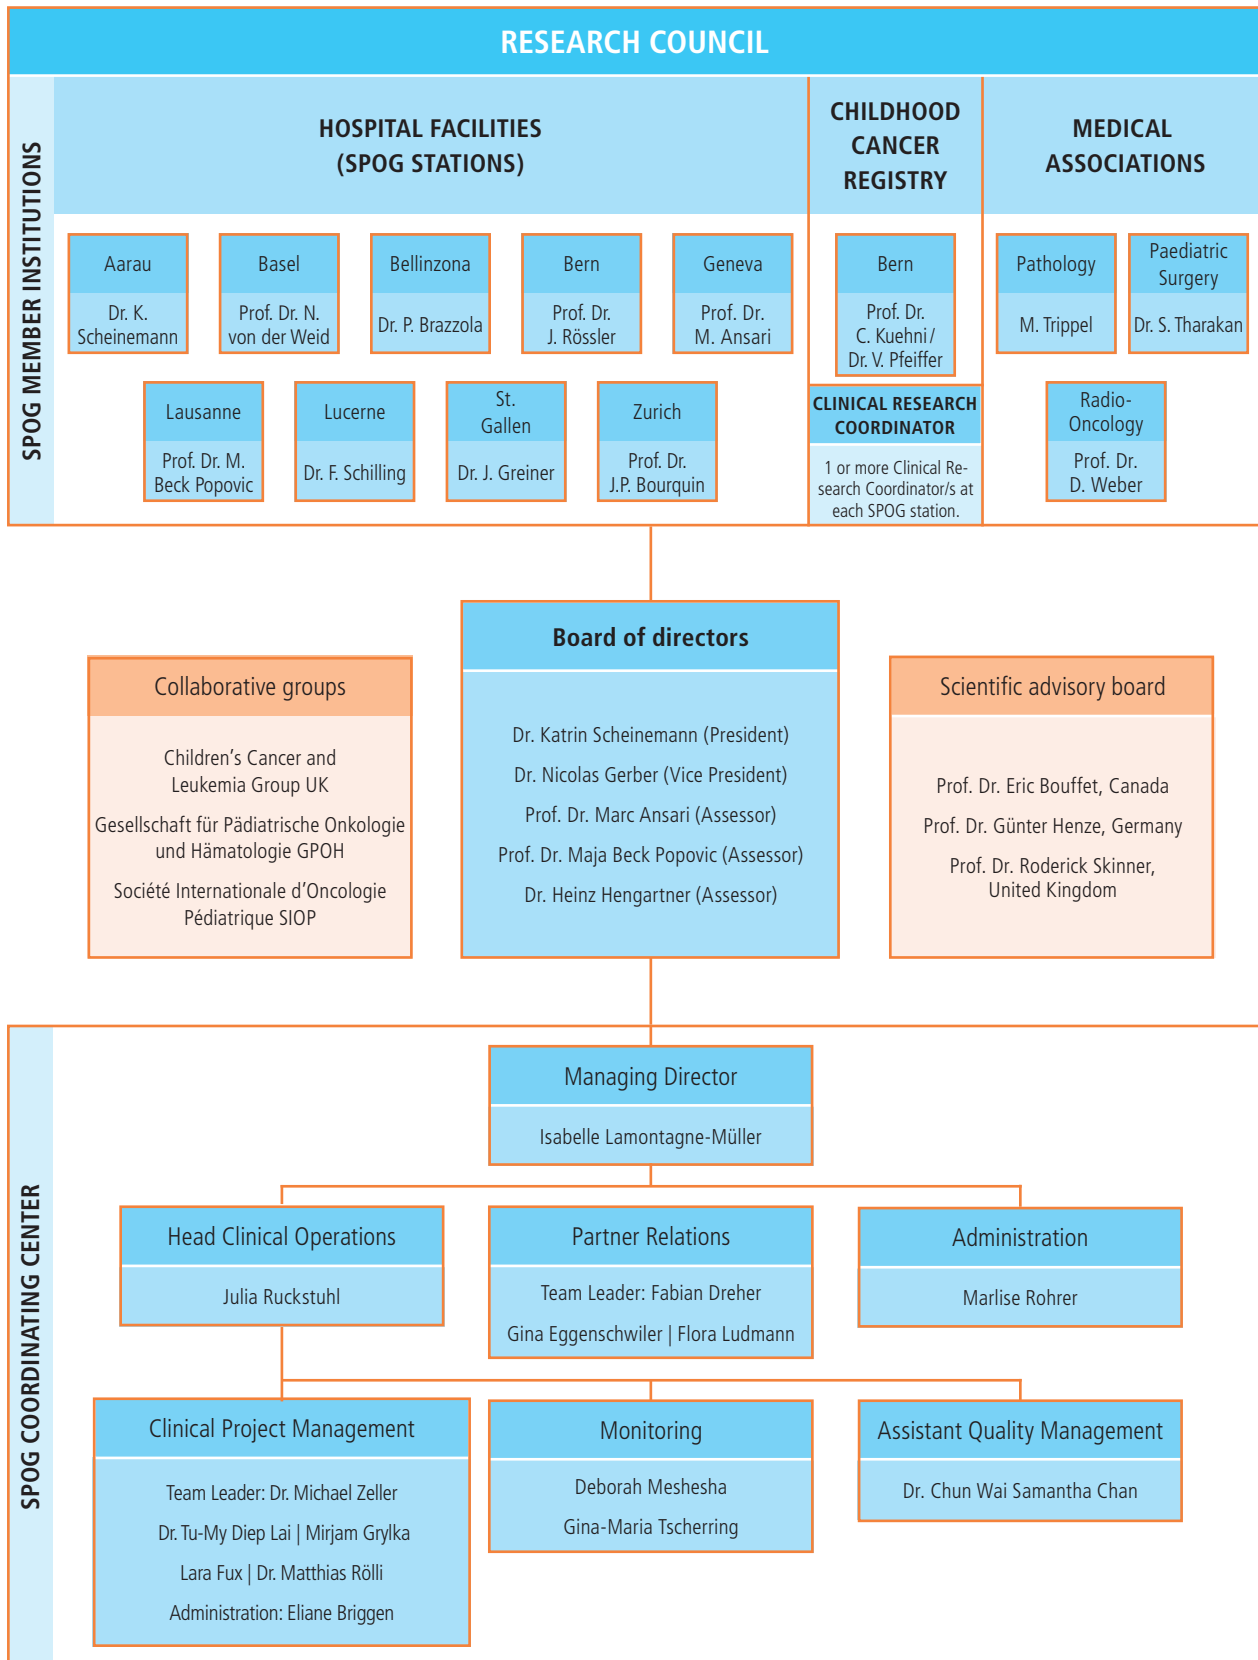 RESEARCH COUNCIL
SPOG MEMBER INSTITUTIONS
HOSPITAL FACILITIES
(SPOG STATIONS)
CHILDHOOD
CANCER
REGISTRY
MEDICAL
ASSOCIATIONS
Aarau
Dr. K.
Scheinemann
Basel
Prof. Dr. N.
von der Weid
Bellinzona
Dr. P. Brazzola
Bern
Prof. Dr.
J. Rössler
Geneva
Prof. Dr.
M. Ansari
Bern
Prof. Dr.
C. Kuehni /
Dr. V. Pfeiffer
Pathology
M. Trippel
Paediatric
Surgery
Dr. S. Tharakan
Lausanne
Prof. Dr. M.
Beck Popovic
Lucerne
Dr. F. Schilling
St.
Gallen
Dr. J. Greiner
Zurich
Prof. Dr.
J.P. Bourquin
CLINICAL RESEARCH
COORDINATOR
1 or more Clinical Re-
search Coordinator/s at
each SPOG station.
Radio-
Oncology
Prof. Dr.
D. Weber
Board of directors
Dr. Katrin Scheinemann (President)
Dr. Nicolas Gerber (Vice President)
Prof. Dr. Marc Ansari (Assessor)
Prof. Dr. Maja Beck Popovic (Assessor)
Dr. Heinz Hengartner (Assessor)
Collaborative groups
Children's Cancer and
Leukemia Group UK
Gesellschaft für Pädiatrische Onkologie
und Hämatologie GPOH
Société Internationale d'Oncologie
Pédiatrique SIOP
Scientific advisory board
Prof. Dr. Eric Bouffet, Canada
Prof. Dr. Günter Henze, Germany
Prof. Dr. Roderick Skinner,
United Kingdom
SPOG COORDINATING CENTER
Managing Director
Isabelle Lamontagne-Müller
Head Clinical Operations
Julia Ruckstuhl
Partner Relations
Team Leader: Fabian Dreher
Gina Eggenschwiler | Flora Ludmann
Administration
Marlise Rohrer
Clinical Project Management
Team Leader: Dr. Michael Zeller
Dr. Tu-My Diep Lai | Mirjam Grylka
Lara Fux | Dr. Matthias Rölli
Administration: Eliane Briggen
Monitoring
Deborah Meshesha
Gina-Maria Tscherring
Assistant Quality Management
Dr. Chun Wai Samantha Chan